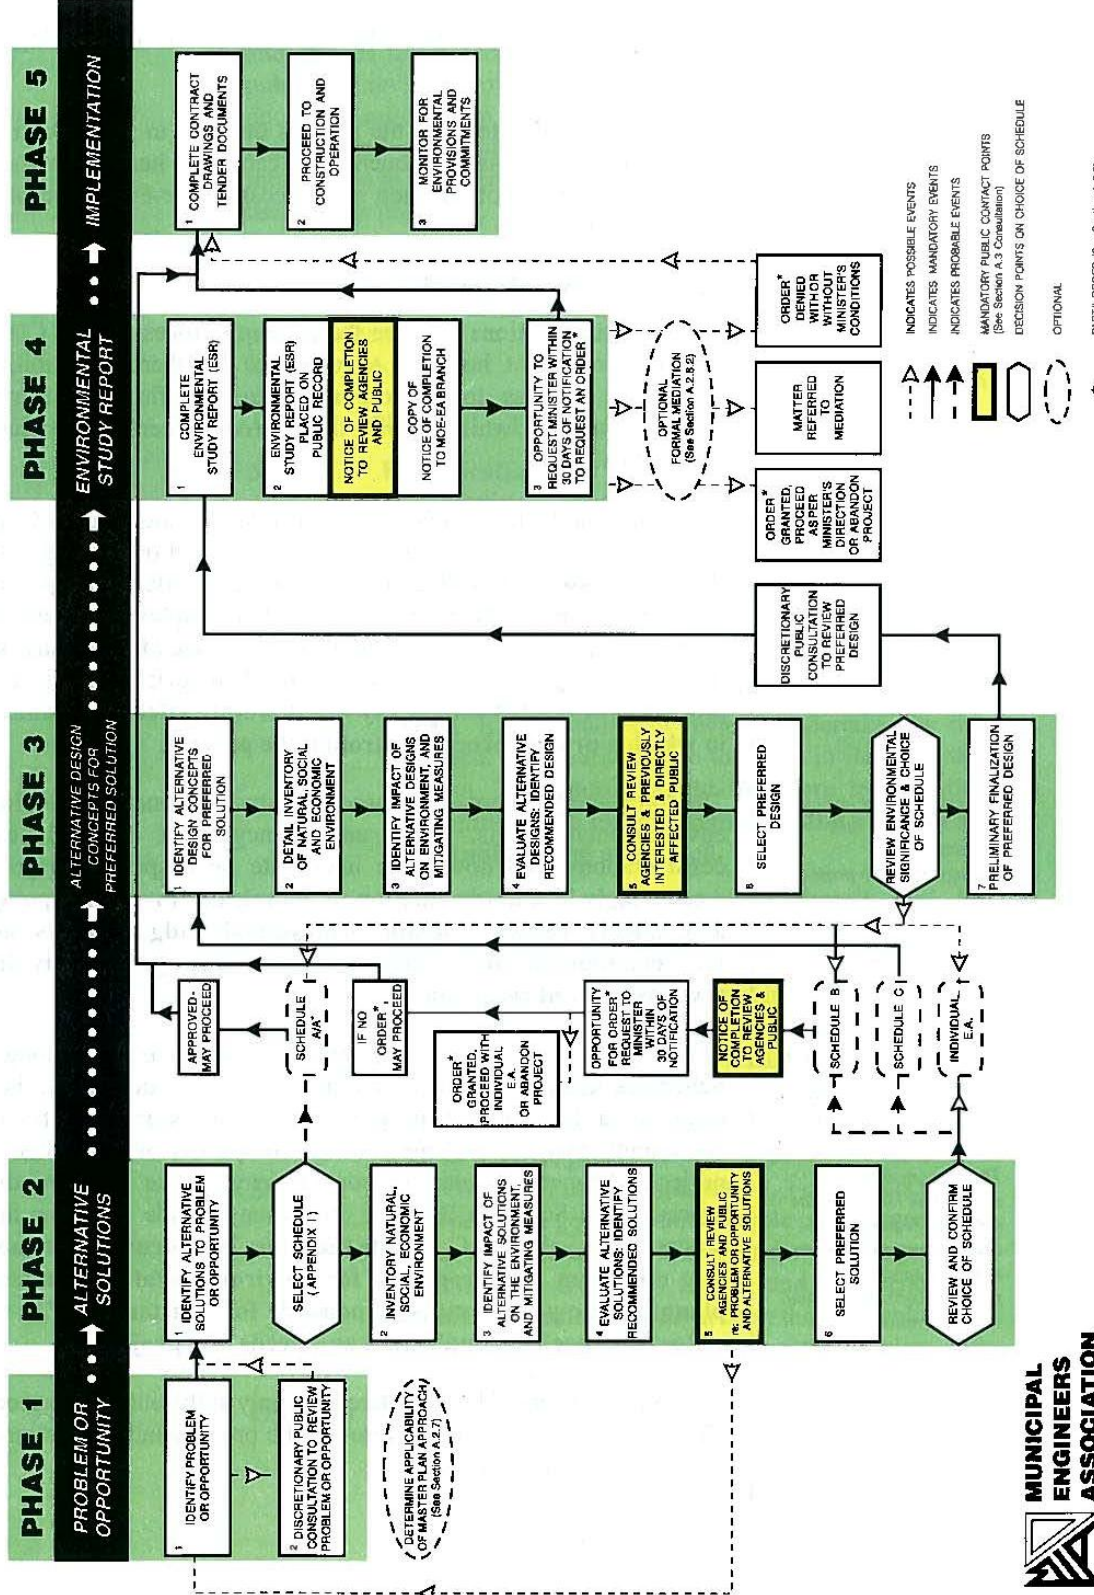 PHASE 1
PROBLEM OR
OPPORTUNITY
1 IDENTIFY PROBLEM
OR OPPORTUNITY
2 DISCRETIONARY PUBLIC
CONSULTATION TO REVIEW
PROBLEM OR OPPORTUNITY
DETERMINE APPLICABILITY
OF MASTER PLAN APPROACH
(See Section A.2.7)
PHASE 2
ALTERNATIVE
SOLUTIONS
1 IDENTIFY ALTERNATIVE
SOLUTIONS TO PROBLEM
OR OPPORTUNITY
SELECT SCHEDULE
(APPENDIX I)
2 INVENTORY NATURAL,
SOCIAL, ECONOMIC
ENVIRONMENT
3 IDENTIFY IMPACT OF
ALTERNATIVE SOLUTIONS
ON THE ENVIRONMENT,
AND MITIGATING MEASURES
4 EVALUATE ALTERNATIVE
SOLUTIONS: IDENTIFY
RECOMMENDED SOLUTIONS
5 CONSULT REVIEW
AGENCIES AND PUBLIC
re: PROBLEM OR OPPORTUNITY
AND ALTERNATIVE SOLUTIONS
6 SELECT PREFERRED
SOLUTION
REVIEW AND CONFIRM
CHOICE OF SCHEDULE
APPROVED-
MAY PROCEED
SCHEDULE
A/A+
IF NO
ORDER*,
MAY PROCEED
ORDER*
GRANTED,
PROCEED WITH
INDIVIDUAL
E.A.
OR ABANDON
PROJECT
OPPORTUNITY
FOR ORDER*
REQUEST TO
MINISTER
WITHIN
30 DAYS OF
NOTIFICATION
NOTICE OF
COMPLETION
TO REVIEW
AGENCIES &
PUBLIC
SCHEDULE B
SCHEDULE C
INDIVIDUAL
E.A.
PHASE 3
ALTERNATIVE DESIGN
CONCEPTS FOR
PREFERRED SOLUTION
1 IDENTIFY ALTERNATIVE
DESIGN CONCEPTS
FOR PREFERRED
SOLUTION
2 DETAIL INVENTORY
OF NATURAL, SOCIAL
AND ECONOMIC
ENVIRONMENT
3 IDENTIFY IMPACT OF
ALTERNATIVE DESIGNS
ON ENVIRONMENT, AND
MITIGATING MEASURES
4 EVALUATE ALTERNATIVE
DESIGNS: IDENTIFY
RECOMMENDED DESIGN
5 CONSULT REVIEW
AGENCIES & PREVIOUSLY
INTERESTED & DIRECTLY
AFFECTED PUBLIC
6 SELECT PREFERRED
DESIGN
REVIEW ENVIRONMENTAL
SIGNIFICANCE & CHOICE
OF SCHEDULE
7 PRELIMINARY FINALIZATION
OF PREFERRED DESIGN
DISCRETIONARY
PUBLIC
CONSULTATION
TO REVIEW
PREFERRED
DESIGN
PHASE 4
ENVIRONMENTAL
STUDY REPORT
1 COMPLETE
ENVIRONMENTAL
STUDY REPORT (ESR)
2 ENVIRONMENTAL
STUDY REPORT (ESR)
PLACED ON
PUBLIC RECORD
NOTICE OF COMPLETION
TO REVIEW AGENCIES
AND PUBLIC
COPY OF
NOTICE OF COMPLETION
TO MOE-EA BRANCH
3 OPPORTUNITY TO
REQUEST MINISTER WITHIN
30 DAYS OF NOTIFICATION
TO REQUEST AN ORDER*
OPTIONAL
FORMAL MEDIATION
(See Section A.2.8.2)
ORDER*
GRANTED,
PROCEED
AS PER
MINISTER'S
DIRECTION
OR ABANDON
PROJECT
MATTER
REFERRED
TO
MEDIATION
ORDER*
DENIED
WITH OR
WITHOUT
MINISTER'S
CONDITIONS
PHASE 5
IMPLEMENTATION
1 COMPLETE CONTRACT
DRAWINGS AND
TENDER DOCUMENTS
2 PROCEED TO
CONSTRUCTION AND
OPERATION
3 MONITOR FOR
ENVIRONMENTAL
PROVISIONS AND
COMMITMENTS
INDICATES POSSIBLE EVENTS
INDICATES MANDATORY EVENTS
INDICATES PROBABLE EVENTS
MANDATORY PUBLIC CONTACT POINTS
(See Section A.3 Consultation)
DECISION POINTS ON CHOICE OF SCHEDULE
OPTIONAL
MUNICIPAL
ENGINEERS
ASSOCIATION